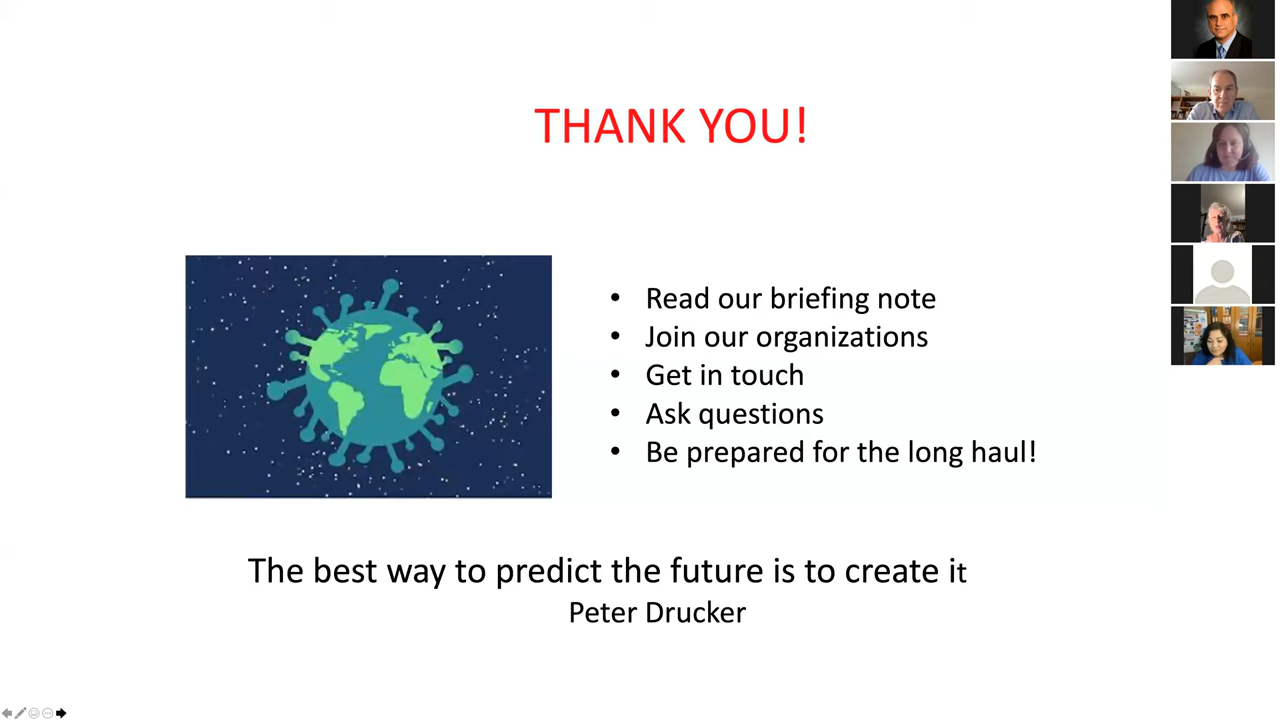 THANK YOU!
• Read our briefing note
• Join our organizations
• Get in touch
• Ask questions
• Be prepared for the long haul!
The best way to predict the future is to create it
Peter Drucker